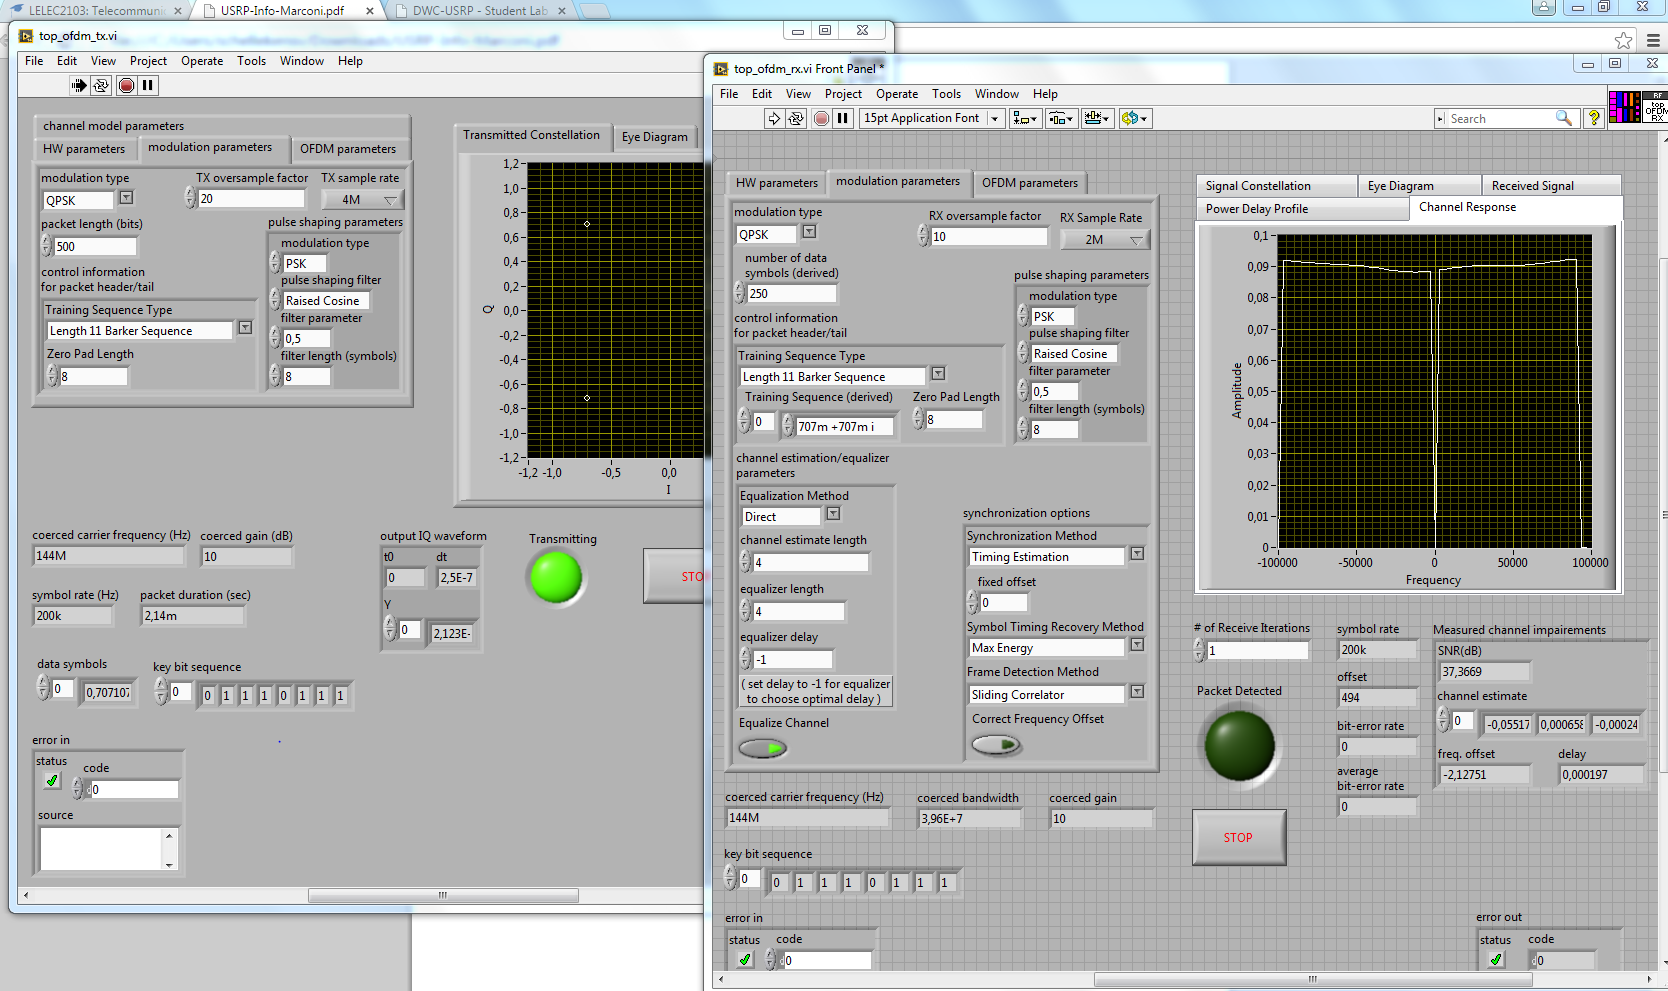 LELEC2103: Telecommunic
USRP-Info-Marconi.pdf
DWC-USRP - Student Lab
top_ofdm_tx.vi
File Edit View Project Operate Tools Window Help
channel model parameters
HW parameters
modulation parameters
OFDM parameters
modulation type
QPSK
TX oversample factor
20
TX sample rate
4M
packet length (bits)
500
pulse shaping parameters
modulation type
PSK
pulse shaping filter
Raised Cosine
filter parameter
0,5
filter length (symbols)
8
control information
for packet header/tail
Training Sequence Type
Length 11 Barker Sequence
Zero Pad Length
8
Transmitted Constellation
Eye Diagram
1,2
1,0
0,8
0,6
0,4
0,2
0,0
-0,2
-0,4
-0,6
-0,8
-1,0
-1,2
Q
-1,2 -1,0 -0,5 0,0
I
coerced carrier frequency (Hz)
144M
coerced gain (dB)
10
symbol rate (Hz)
200k
packet duration (sec)
2,14m
output IQ waveform
t0 dt
0 2,5E-7
Y
0 2,123E-
Transmitting
STO
data symbols
0 0,707107
key bit sequence
0 0 1 1 1 0 1 1 1
error in
status code
0
source
top_ofdm_rx.vi Front Panel *
File Edit View Project Operate Tools Window Help
15pt Application Font
Search
?
RF
top
OFDM
RX
HW parameters
modulation parameters
OFDM parameters
modulation type
QPSK
RX oversample factor
10
RX Sample Rate
2M
number of data
symbols (derived)
250
pulse shaping parameters
modulation type
PSK
pulse shaping filter
Raised Cosine
filter parameter
0,5
filter length (symbols)
8
control information
for packet header/tail
Training Sequence Type
Length 11 Barker Sequence
Training Sequence (derived)
0 707m +707m i
Zero Pad Length
8
channel estimation/equalizer
parameters
Equalization Method
Direct
channel estimate length
4
equalizer length
4
equalizer delay
-1
( set delay to -1 for equalizer
to choose optimal delay )
Equalize Channel
synchronization options
Synchronization Method
Timing Estimation
fixed offset
0
Symbol Timing Recovery Method
Max Energy
Frame Detection Method
Sliding Correlator
Correct Frequency Offset
coerced carrier frequency (Hz)
144M
coerced bandwidth
3,96E+7
coerced gain
10
key bit sequence
0 0 1 1 1 0 1 1 1
error in
status code
0
Signal Constellation
Eye Diagram
Received Signal
Power Delay Profile
Channel Response
0,1
0,09
0,08
0,07
0,06
0,05
0,04
0,03
0,02
0,01
0
Amplitude
-100000 -50000 0 50000 100000
Frequency
# of Receive Iterations
1
Packet Detected
STOP
symbol rate
200k
offset
494
bit-error rate
0
average
bit-error rate
0
Measured channel impairements
SNR(dB)
37,3669
channel estimate
0 -0,05517 0,000658 -0,00024
freq. offset
-2,12751
delay
0,000197
error out
status code
0